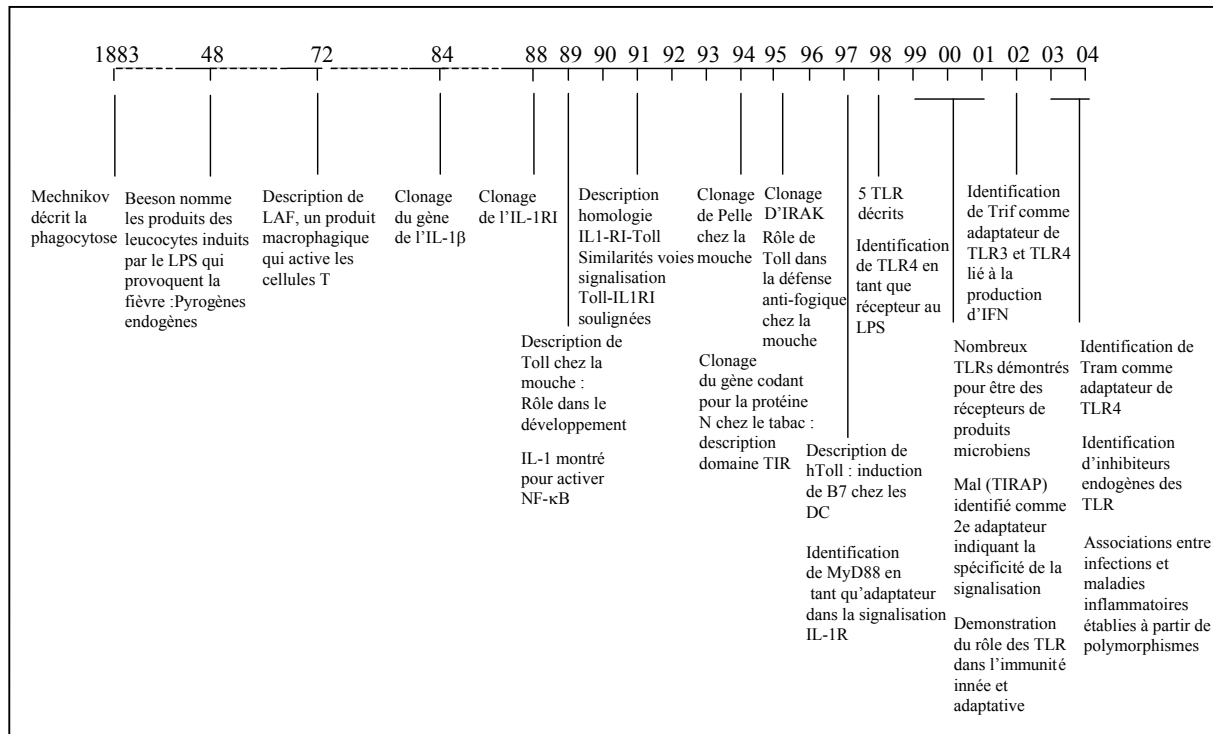 1883 48 72 84 88 89 90 91 92 93 94 95 96 97 98 99 00 01 02 03 04
Mechnikov
décrit la
phagocytose
Beeson nomme
les produits des
leucocytes induits
par le LPS qui
provoquent la
fièvre :Pyrogènes
endogènes
Description de
LAF, un produit
macrophagique
qui active les
cellules T
Clonage
du gène
de l’IL-1β
Clonage
de l’IL-1RI
Description de
Toll chez la
mouche :
Rôle dans le
développement
IL-1 montré
pour activer
NF-κB
Description
homologie
IL1-RI-Toll
Similarités voies
signalisation
Toll-IL1RI
soulignées
Clonage
de Pelle
chez la
mouche
Clonage
du gène codant
pour la protéine
N chez le tabac :
description
domaine TIR
Clonage
D’IRAK
Rôle de
Toll dans
la défense
anti-fogique
chez la
mouche
Description de
hToll : induction
de B7 chez les
DC
Identification
de MyD88 en
tant qu’adaptateur
dans la signalisation
IL-1R
5 TLR
décrits
Identification
de TLR4 en
tant que
récepteur au
LPS
Nombreux
TLRs démontrés
pour être des
récepteurs de
produits
microbiens
Mal (TIRAP)
identifié comme
2e adaptateur
indiquant la
spécificité de la
signalisation
Demonstration
du rôle des TLR
dans l’immunité
innée et
adaptative
Identification
de Trif comme
adaptateur de
TLR3 et TLR4
lié à la
production
d’IFN
Identification de
Tram comme
adaptateur de
TLR4
Identification
d’inhibiteurs
endogènes des
TLR
Associations entre
infections et
maladies
inflammatoires
établies à partir de
polymorphismes